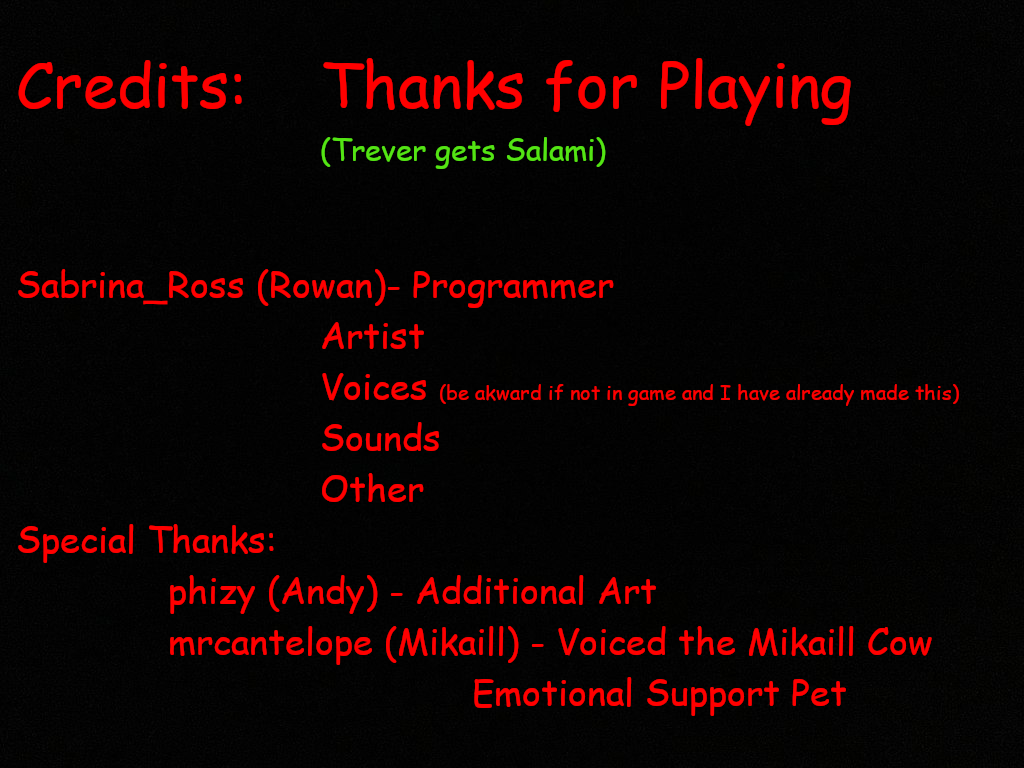 Credits: Thanks for Playing
(Trever gets Salami)
Sabrina_Ross (Rowan)- Programmer
Artist
Voices (be akward if not in game and I have already made this)
Sounds
Other
Special Thanks:
phizy (Andy) - Additional Art
mrcantelope (Mikaill) - Voiced the Mikaill Cow
Emotional Support Pet